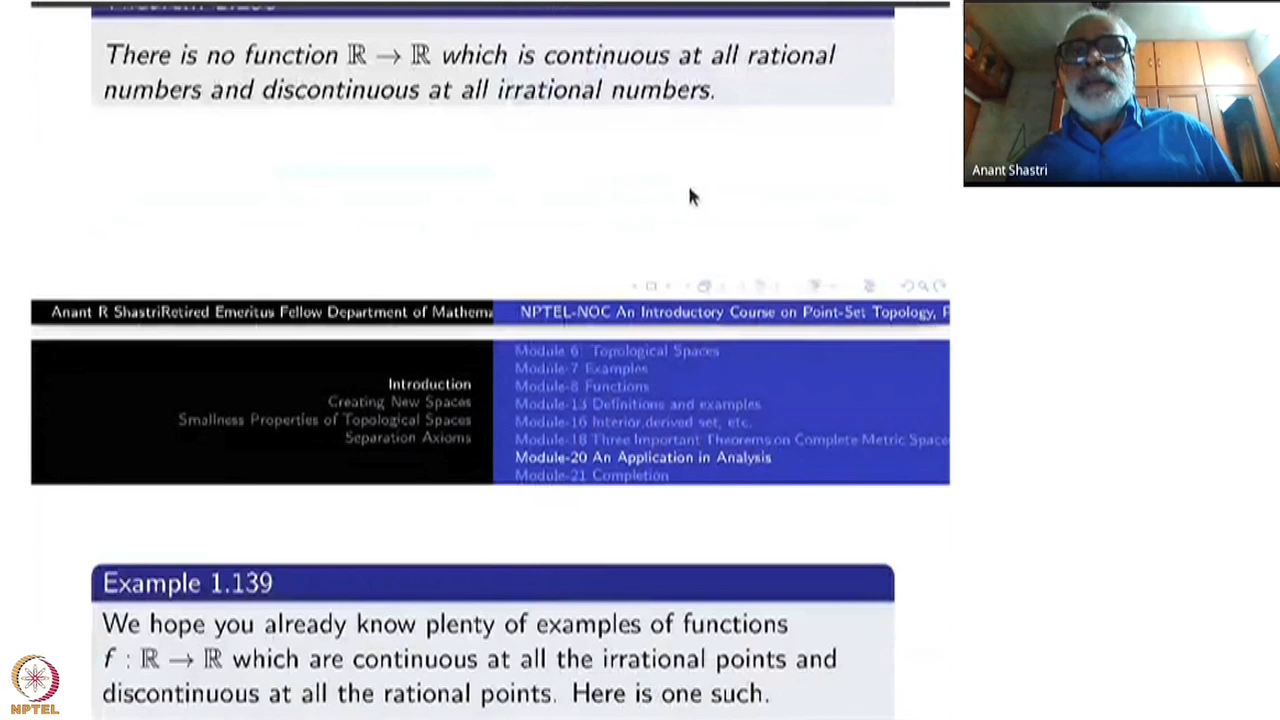 There is no function ℝ → ℝ which is continuous at all rational
numbers and discontinuous at all irrational numbers.
Anant Shastri
Anant R ShastriRetired Emeritus Fellow Department of Mathema
NPTEL-NOC An Introductory Course on Point-Set Topology, P
Introduction
Creating New Spaces
Smallness Properties of Topological Spaces
Separation Axioms
Module 6: Topological Spaces
Module-7 Examples
Module-8 Functions
Module-13 Definitions and examples
Module-16 Interior,derived set, etc.
Module-18 Three Important Theorems on Complete Metric Space
Module-20 An Application in Analysis
Module-21 Completion
Example 1.139
We hope you already know plenty of examples of functions
f : ℝ → ℝ which are continuous at all the irrational points and
discontinuous at all the rational points. Here is one such.
NPTEL